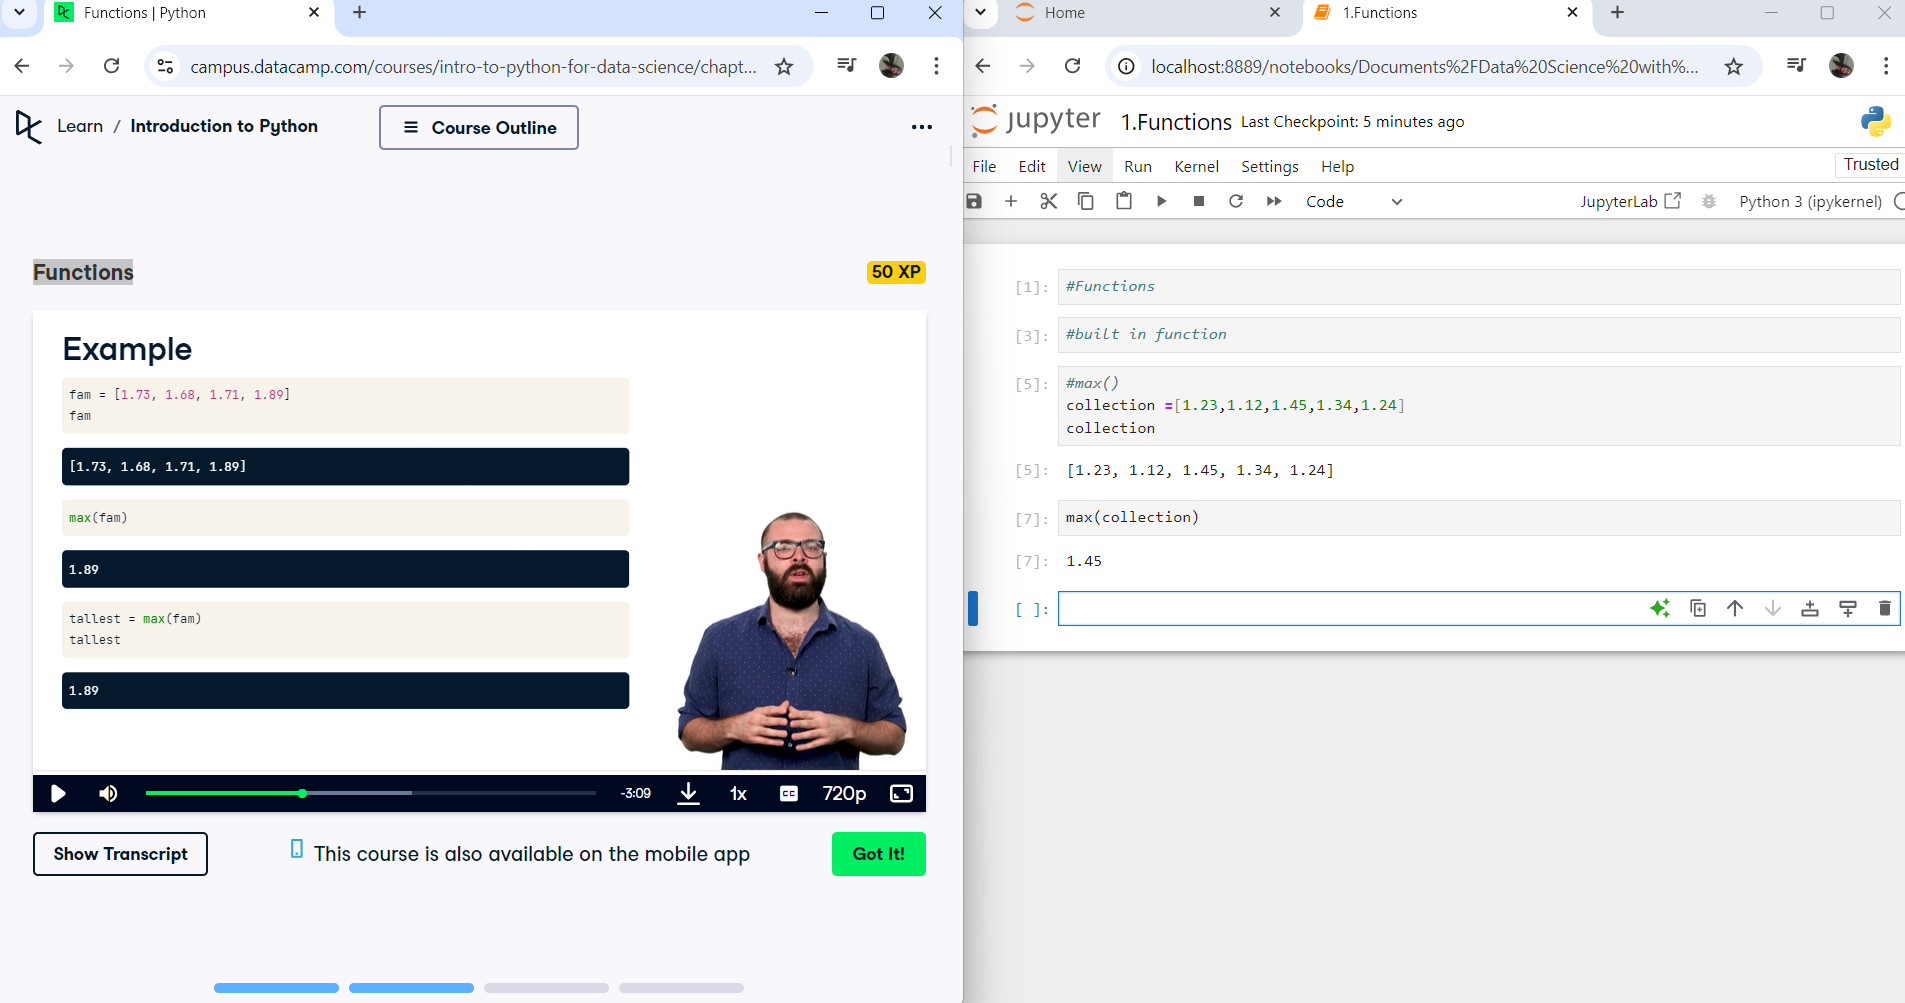 Functions | Python
campus.datacamp.com/courses/intro-to-python-for-data-science/chapt...
Learn / Introduction to Python
Course Outline
Functions
50 XP
Example
fam = [1.73, 1.68, 1.71, 1.89]
fam
[1.73, 1.68, 1.71, 1.89]
max(fam)
1.89
tallest = max(fam)
tallest
1.89
-3:09
1x
CC
720p
Show Transcript
This course is also available on the mobile app
Got It!
Home
1.Functions
localhost:8889/notebooks/Documents%2FData%20Science%20with%...
jupyter
1.Functions Last Checkpoint: 5 minutes ago
File Edit View Run Kernel Settings Help
Trusted
Code
JupyterLab
Python 3 (ipykernel)
[1]: #Functions
[3]: #built in function
[5]: #max()
collection =[1.23,1.12,1.45,1.34,1.24]
collection
[5]: [1.23, 1.12, 1.45, 1.34, 1.24]
[7]: max(collection)
[7]: 1.45
[ ]: